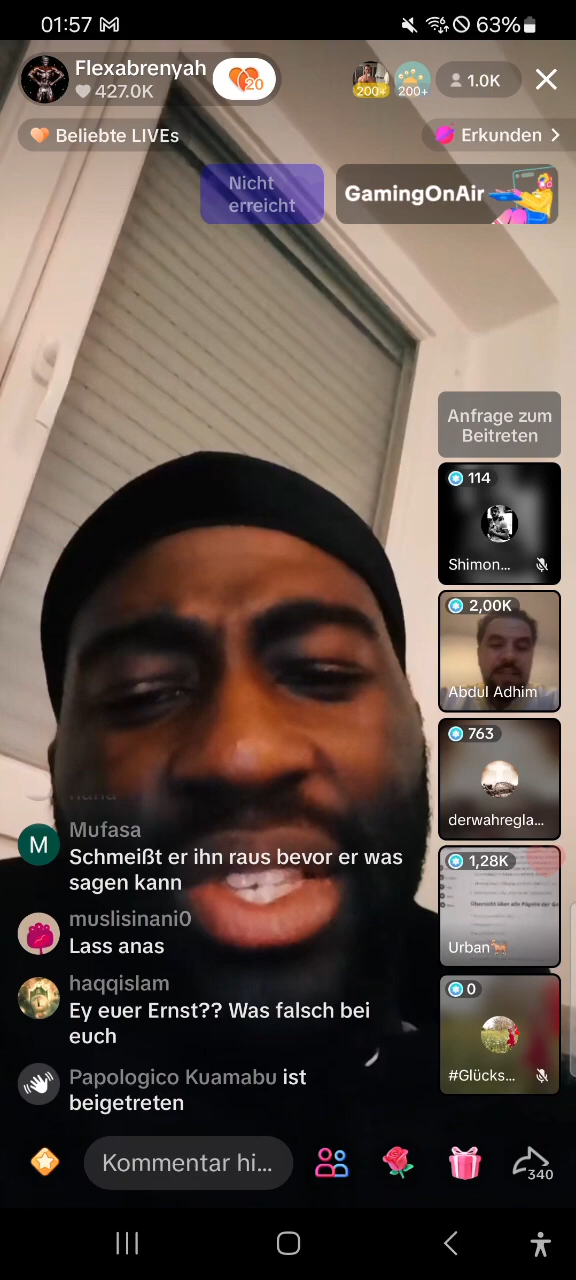 01:57
63%
Flexabrenyah
427.0K
20
200+
200+
1.0K
Beliebte LIVEs
Erkunden
Nicht
erreicht
GamingOnAir
Anfrage zum
Beitreten
114
Shimon...
2,00K
Abdul Adhim
763
derwahregla...
1,28K
Urban
0
#Glücks...
M
Mufasa
Schmeißt er ihn raus bevor er was
sagen kann
muslisinani0
Lass anas
haqqislam
Ey euer Ernst?? Was falsch bei
euch
Papologico Kuamabu ist
beigetreten
Kommentar hi...
340